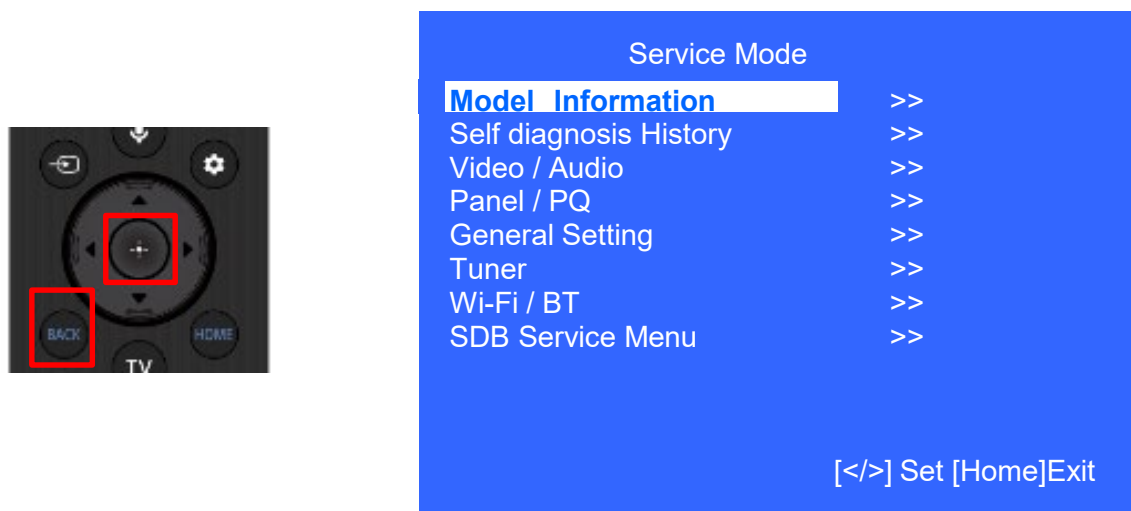 BACK
HOME
TV
Service Mode
Model Information >>
Self diagnosis History >>
Video / Audio >>
Panel / PQ >>
General Setting >>
Tuner >>
Wi-Fi / BT >>
SDB Service Menu >>
[</>] Set [Home]Exit